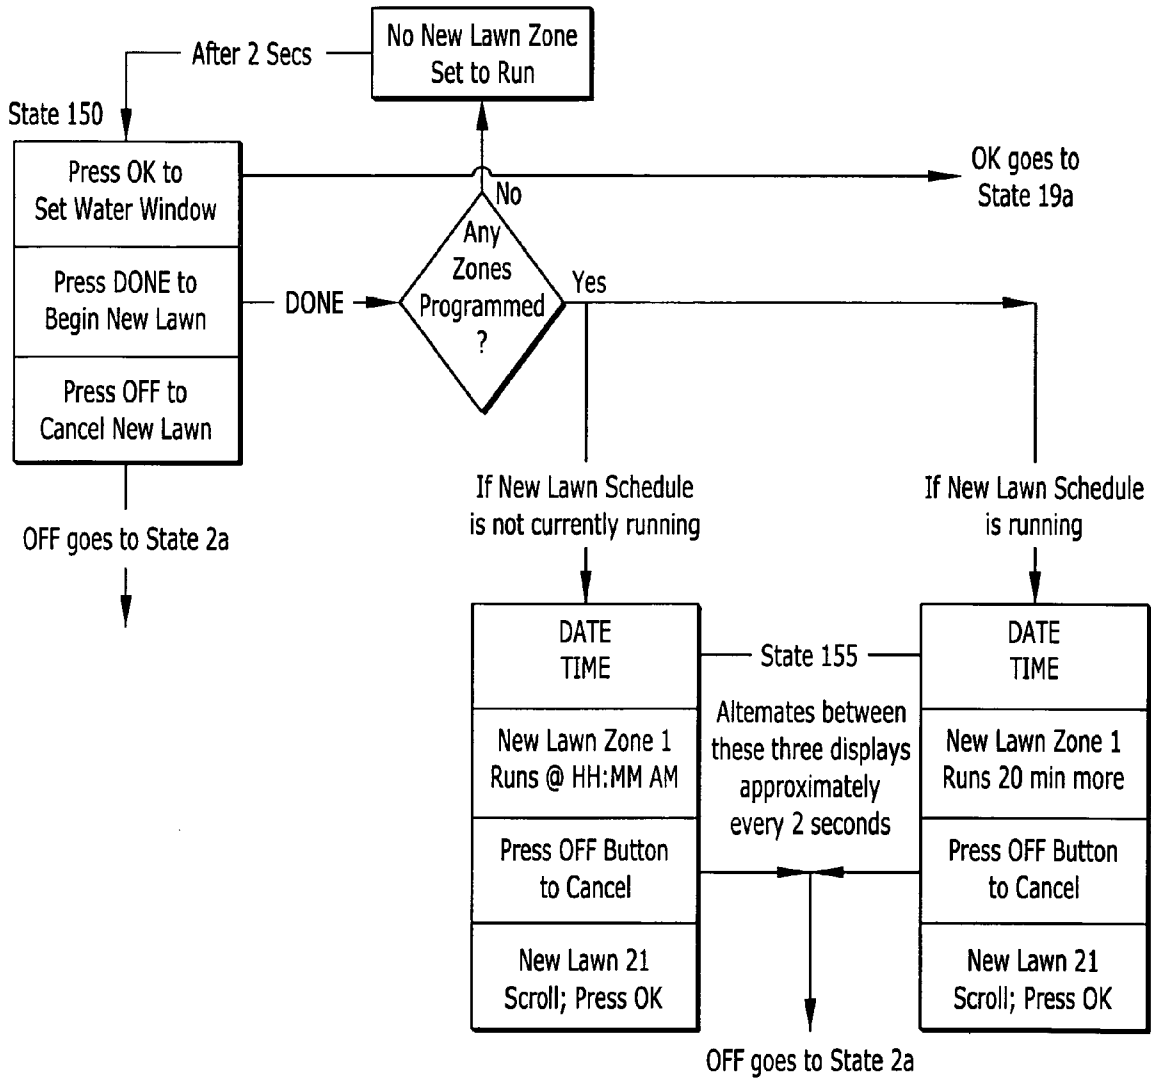 No New Lawn Zone
Set to Run
After 2 Secs
State 150
Press OK to
Set Water Window
OK goes to
State 19a
No
Any
Zones
Programmed
?
Yes
Press DONE to
Begin New Lawn
DONE
Press OFF to
Cancel New Lawn
OFF goes to State 2a
If New Lawn Schedule
is not currently running
If New Lawn Schedule
is running
DATE
TIME
State 155
DATE
TIME
New Lawn Zone 1
Runs @ HH:MM AM
Alternates between
these three displays
approximately
every 2 seconds
New Lawn Zone 1
Runs 20 min more
Press OFF Button
to Cancel
Press OFF Button
to Cancel
New Lawn 21
Scroll; Press OK
New Lawn 21
Scroll; Press OK
OFF goes to State 2a